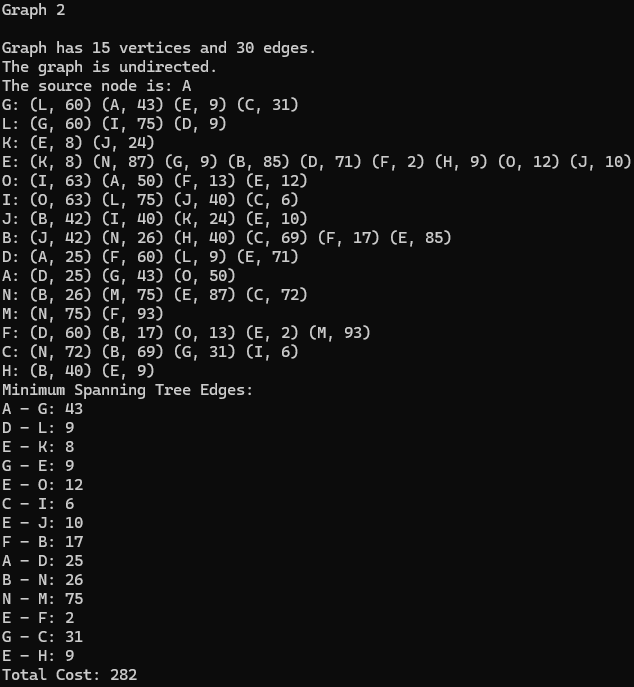 Graph 2
Graph has 15 vertices and 30 edges.
The graph is undirected.
The source node is: A
G: (L, 60) (A, 43) (E, 9) (C, 31)
L: (G, 60) (I, 75) (D, 9)
K: (E, 8) (J, 24)
E: (K, 8) (N, 87) (G, 9) (B, 85) (D, 71) (F, 2) (H, 9) (O, 12) (J, 10)
O: (I, 63) (A, 50) (F, 13) (E, 12)
I: (O, 63) (L, 75) (J, 40) (C, 6)
J: (B, 42) (I, 40) (K, 24) (E, 10)
B: (J, 42) (N, 26) (H, 40) (C, 69) (F, 17) (E, 85)
D: (A, 25) (F, 60) (L, 9) (E, 71)
A: (D, 25) (G, 43) (O, 50)
N: (B, 26) (M, 75) (E, 87) (C, 72)
M: (N, 75) (F, 93)
F: (D, 60) (B, 17) (O, 13) (E, 2) (M, 93)
C: (N, 72) (B, 69) (G, 31) (I, 6)
H: (B, 40) (E, 9)
Minimum Spanning Tree Edges:
A - G: 43
D - L: 9
E - K: 8
G - E: 9
E - O: 12
C - I: 6
E - J: 10
F - B: 17
A - D: 25
B - N: 26
N - M: 75
E - F: 2
G - C: 31
E - H: 9
Total Cost: 282